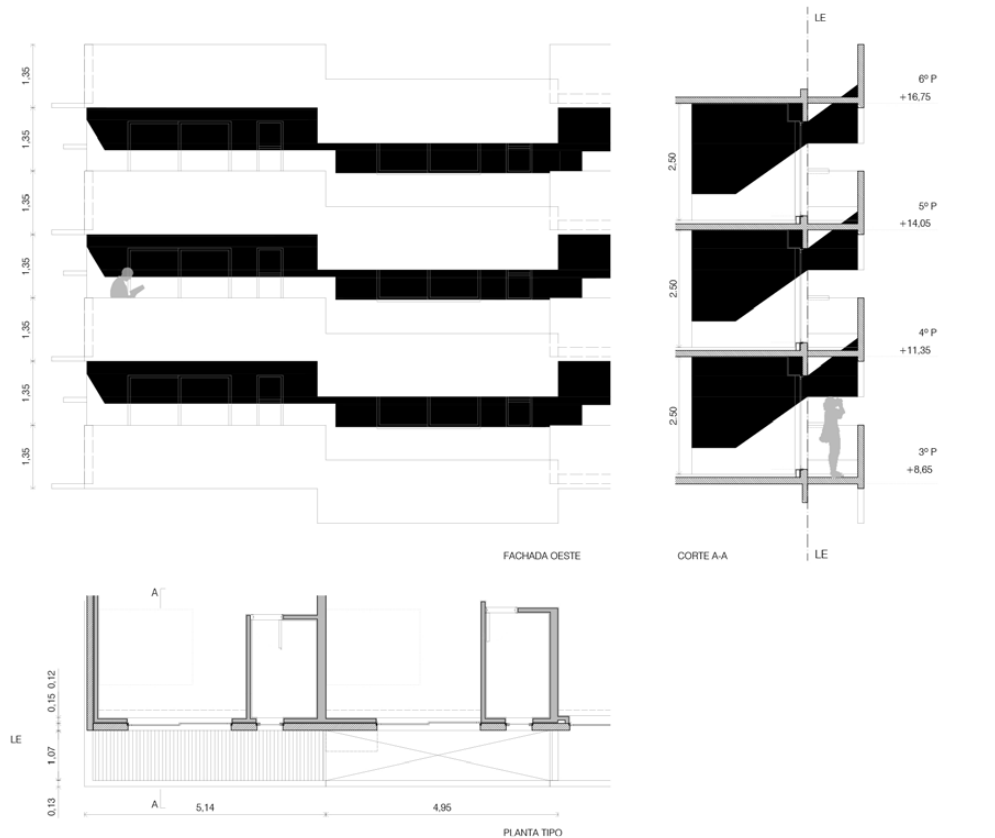 LE
1,35
1,35
1,35
1,35
1,35
1,35
1,35
6º P
+16,75
2.50
5º P
+14,05
2.50
4º P
+11,35
2.50
3º P
+8,65
FACHADA OESTE
CORTE A-A
LE
A
0,12
0,15
LE
1,07
0,13
A
5,14
4,95
PLANTA TIPO